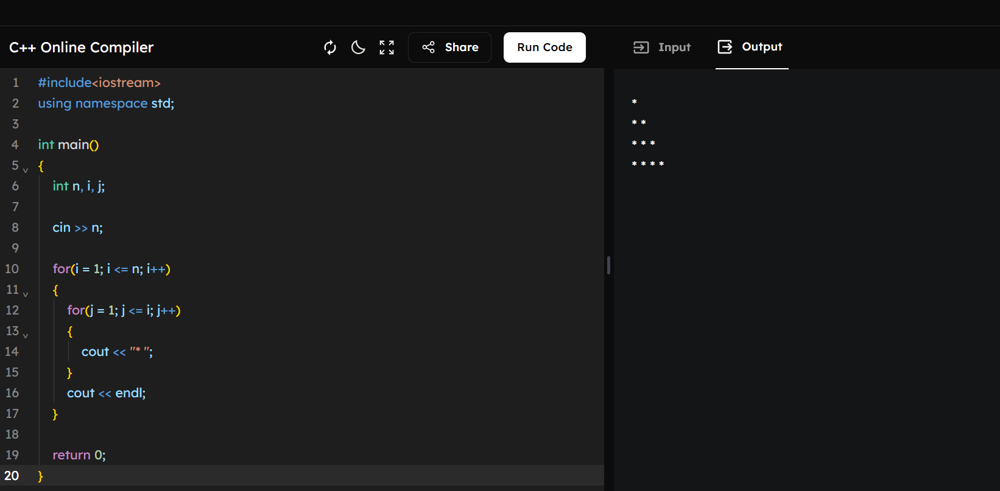 C++ Online Compiler
Share
Run Code
Input
Output
1 #include<iostream>
2 using namespace std;
3
4 int main()
5 {
6 int n, i, j;
7
8 cin >> n;
9
10 for(i = 1; i <= n; i++)
11 {
12 for(j = 1; j <= i; j++)
13 {
14 cout << "* ";
15 }
16 cout << endl;
17 }
18
19 return 0;
20 }
*
* *
* * *
* * * *